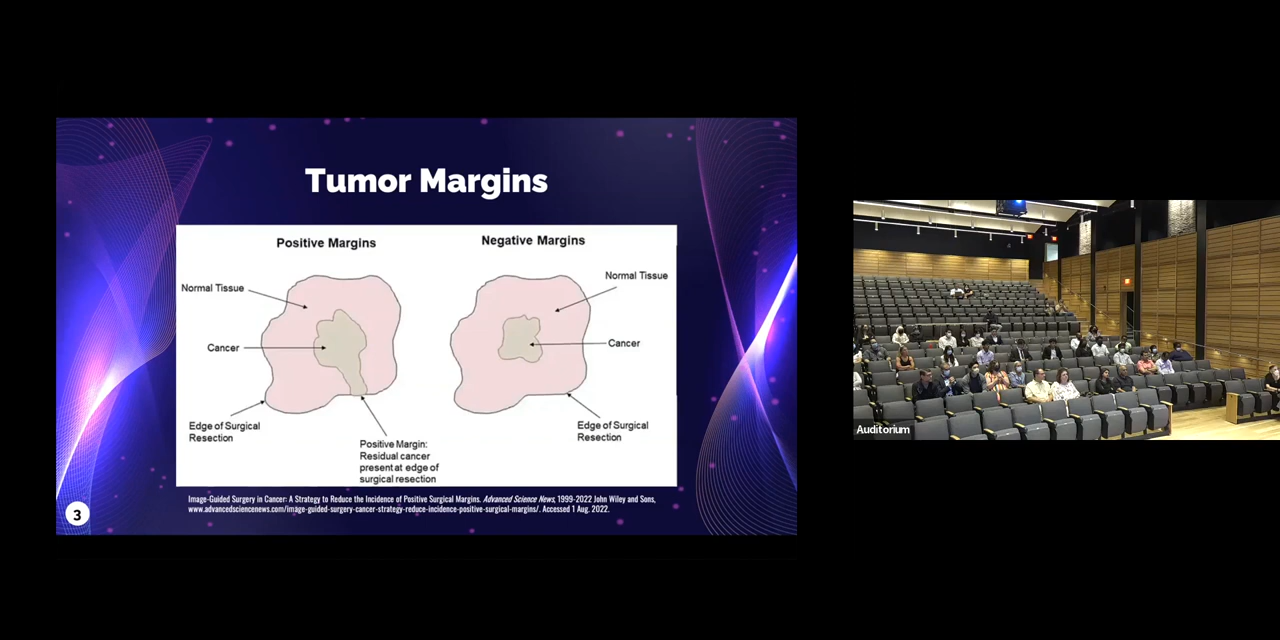 Tumor Margins
Positive Margins
Negative Margins
Normal Tissue
Normal Tissue
Cancer
Cancer
Edge of Surgical
Resection
Edge of Surgical
Resection
Positive Margin:
Residual cancer
present at edge of
surgical resection
Image-Guided Surgery in Cancer: A Strategy to Reduce the Incidence of Positive Surgical Margins. Advanced Science News, 1999-2022 John Wiley and Sons,
www.advancedsciencenews.com/image-guided-surgery-cancer-strategy-reduce-incidence-positive-surgical-margins/. Accessed 1 Aug. 2022.
3
Auditorium